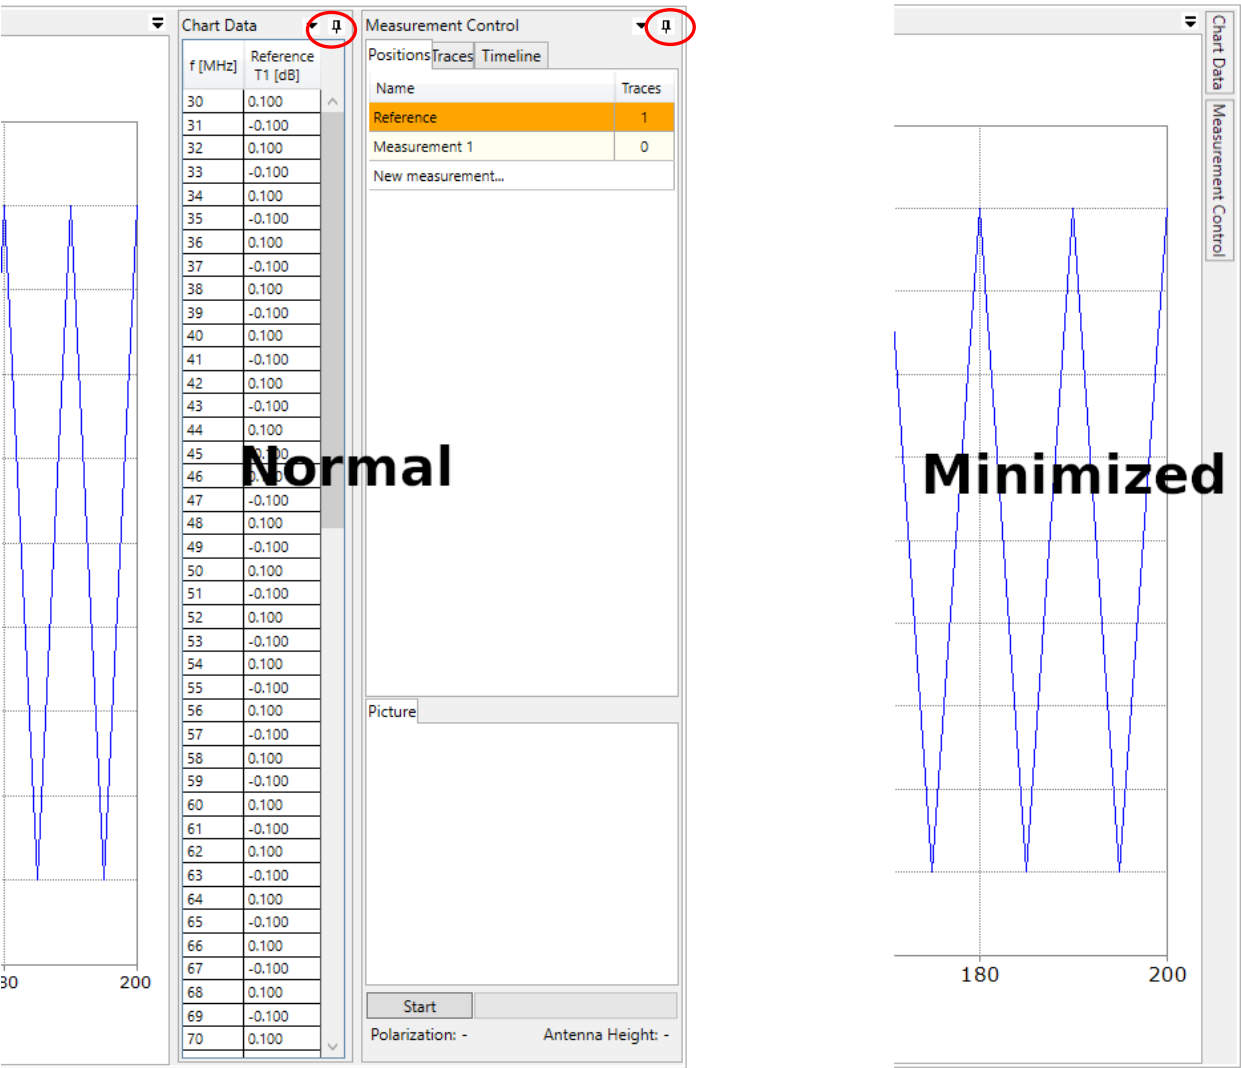 Chart Data
f [MHz] Reference T1 [dB]
30 0.100
31 -0.100
32 0.100
33 -0.100
34 0.100
35 -0.100
36 0.100
37 -0.100
38 0.100
39 -0.100
40 0.100
41 -0.100
42 0.100
43 -0.100
44 0.100
45
46
47 -0.100
48 0.100
49 -0.100
50 0.100
51 -0.100
52 0.100
53 -0.100
54 0.100
55 -0.100
56 0.100
57 -0.100
58 0.100
59 -0.100
60 0.100
61 -0.100
62 0.100
63 -0.100
64 0.100
65 -0.100
66 0.100
67 -0.100
68 0.100
69 -0.100
70 0.100
200
Normal
Measurement Control
Positions Traces Timeline
Name Traces
Reference 1
Measurement 1 0
New measurement...
Picture
Start
Polarization: - Antenna Height: -
Minimized
180 200
Chart Data
Measurement Control